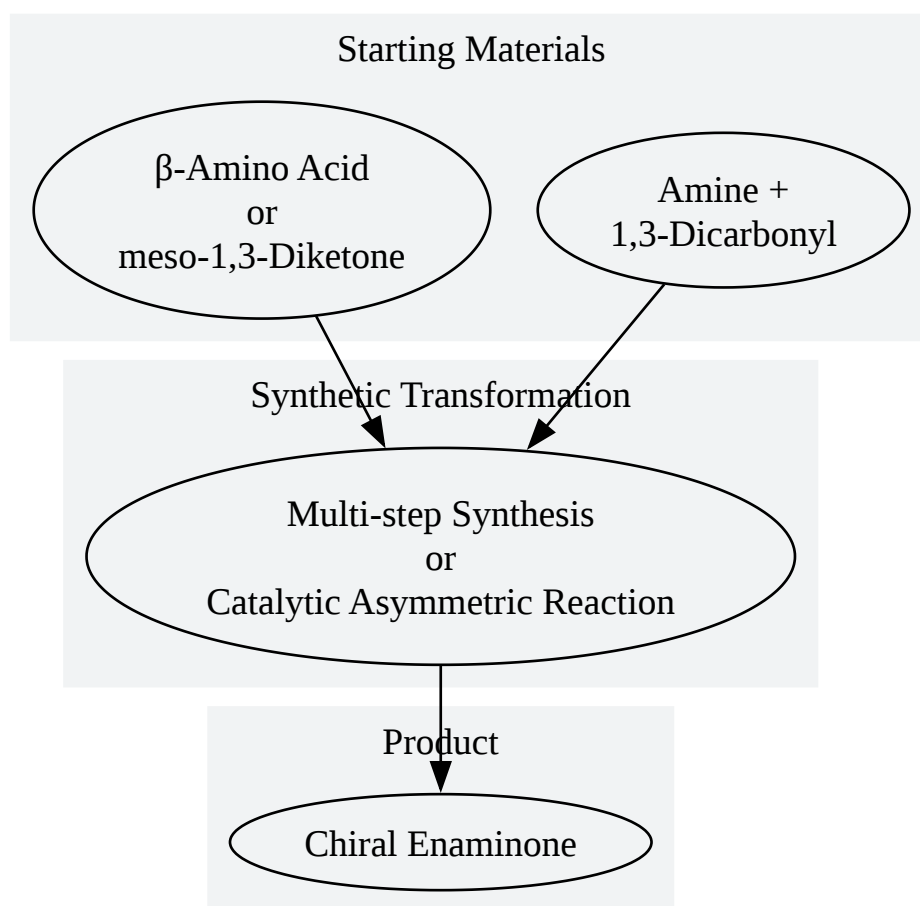 Starting Materials
β-Amino Acid
or
meso-1,3-Diketone
Amine +
1,3-Dicarbonyl
Synthetic Transformation
Multi-step Synthesis
or
Catalytic Asymmetric Reaction
Product
Chiral Enaminone